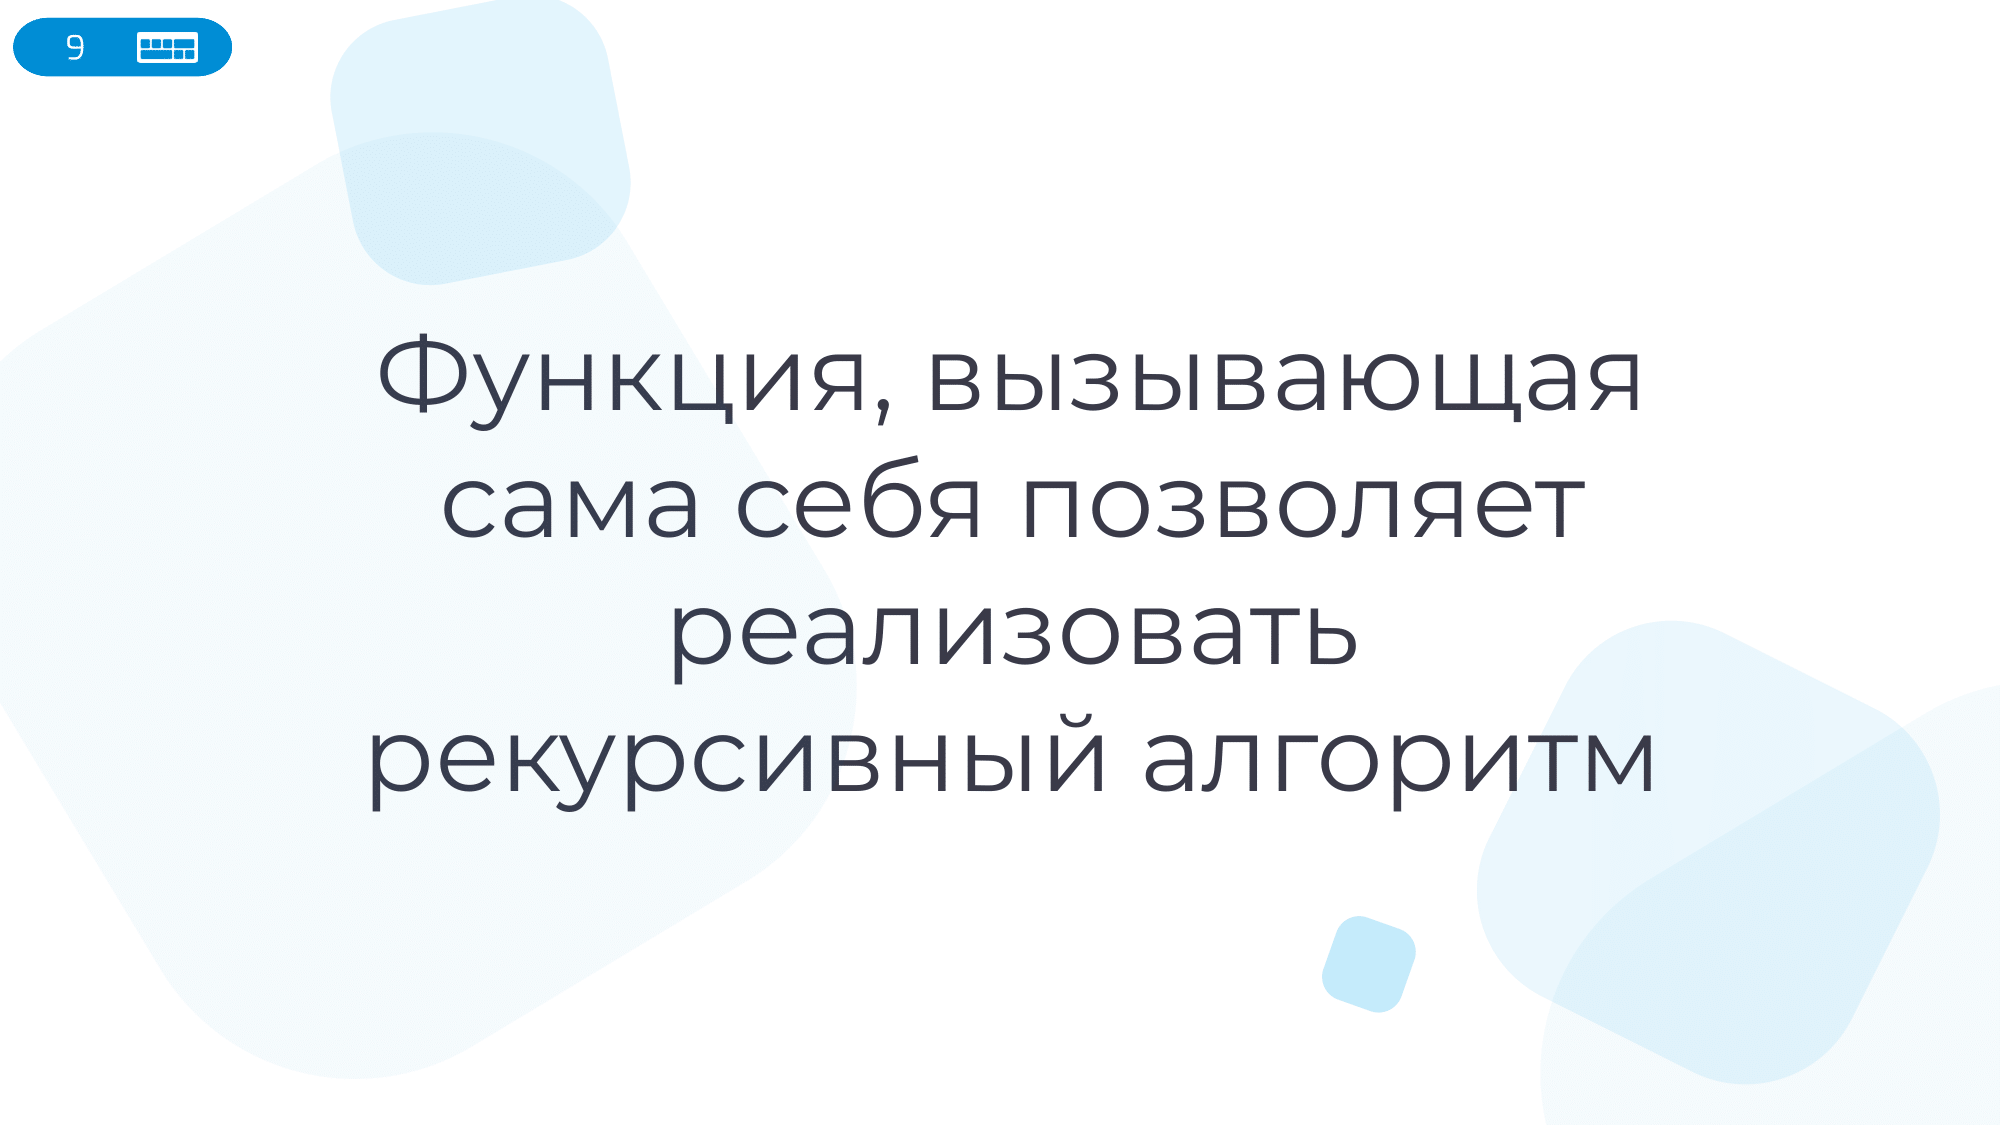 9
Функция, вызывающая
сама себя позволяет
реализовать
рекурсивный алгоритм